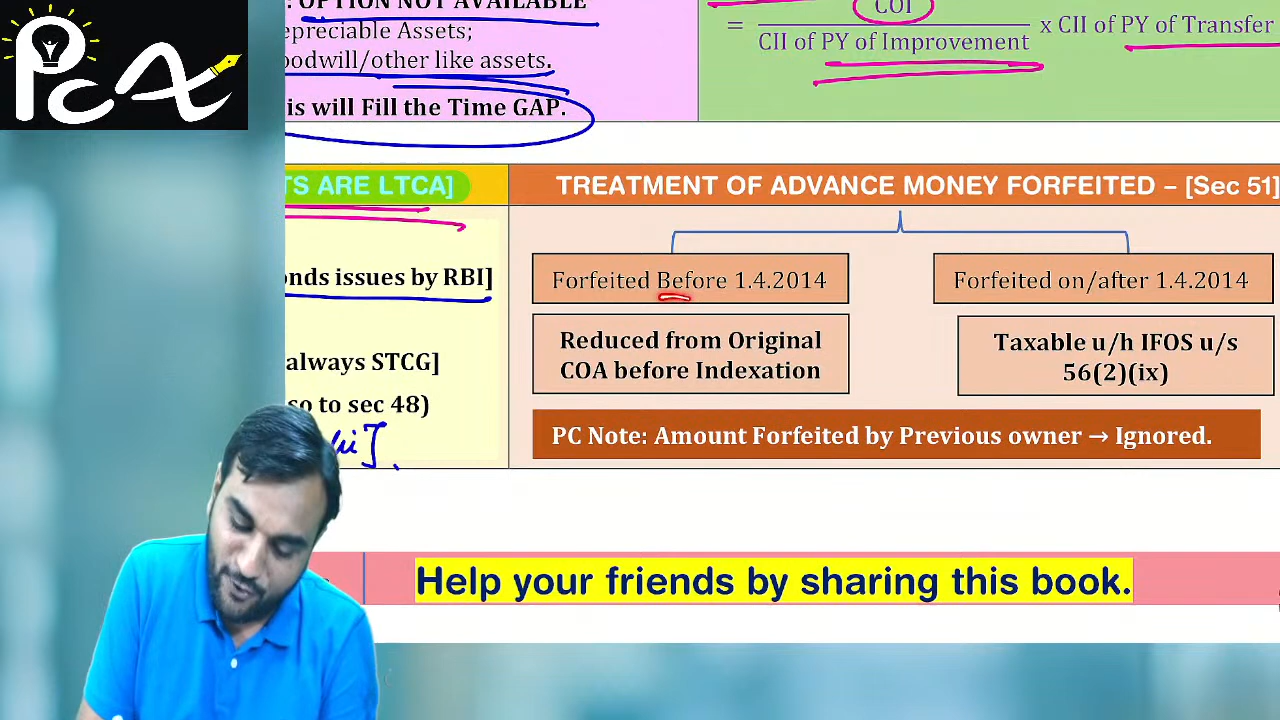 : OPTION NOT AVAILABLE
epreciable Assets;
oodwill/other like assets.
is will Fill the Time GAP.
= COI / CII of PY of Improvement x CII of PY of Transfer
PCA
TS ARE LTCA]
onds issues by RBI]
always STCG]
so to sec 48)
TREATMENT OF ADVANCE MONEY FORFEITED – [Sec 51]
Forfeited Before 1.4.2014
Forfeited on/after 1.4.2014
Reduced from Original
COA before Indexation
Taxable u/h IFOS u/s
56(2)(ix)
PC Note: Amount Forfeited by Previous owner → Ignored.
Help your friends by sharing this book.